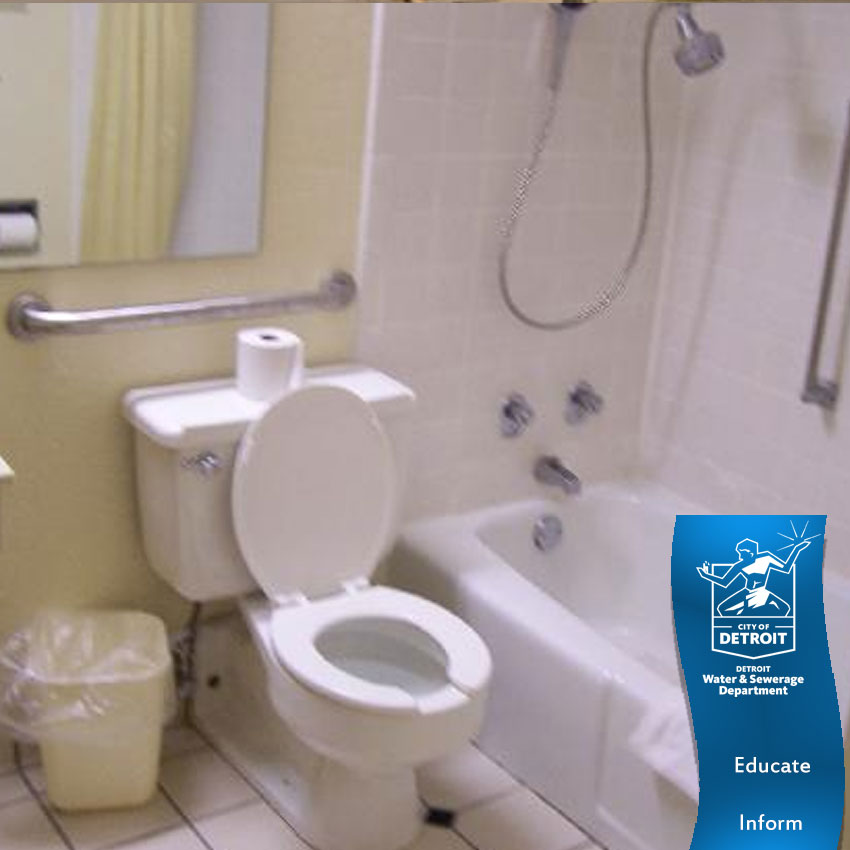 CITY OF
DETROIT
DETROIT
Water & Sewerage
Department
Educate
Inform